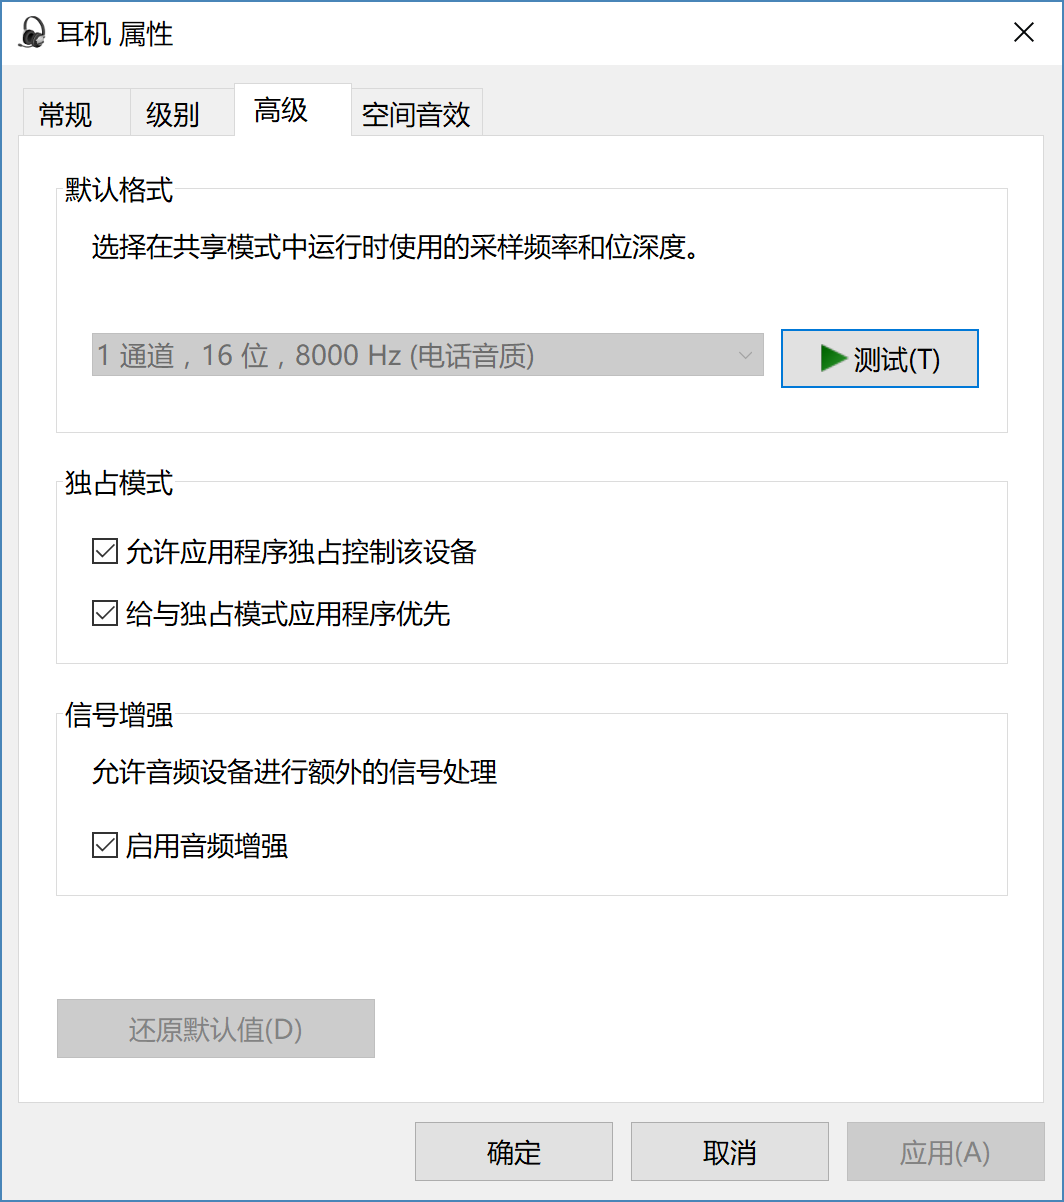 耳机 属性
常规
级别
高级
空间音效
默认格式
选择在共享模式中运行时使用的采样频率和位深度。
1 通道，16 位，8000 Hz (电话音质)
测试(T)
独占模式
允许应用程序独占控制该设备
给与独占模式应用程序优先
信号增强
允许音频设备进行额外的信号处理
启用音频增强
还原默认值(D)
确定
取消
应用(A)